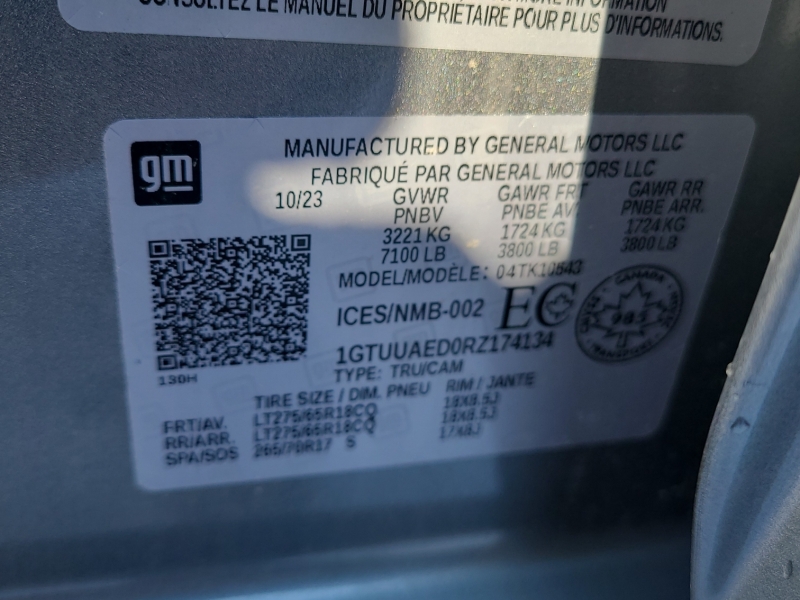 INFORMATION
CONSULTEZ LE MANUEL DU PROPRIÉTAIRE POUR PLUS D'INFORMATIONS.
gm
MANUFACTURED BY GENERAL MOTORS LLC
FABRIQUÉ PAR GENERAL MOTORS LLC
10/23 GVWR GAWR FRT GAWR RR
PNBV PNBE AV PNBE ARR.
3221 KG 1724 KG 1724 KG
7100 LB 3800 LB 3800 LB
MODEL/MODÈLE: 04TK10543
ICES/NMB-002 EC
CANADA
1GTUUAED0RZ174134
TYPE: TRU/CAM
130H
TIRE SIZE / DIM. PNEU RIM / JANTE
FRT/AV. LT275/65R18CQ 18X8.5J
RR/ARR. LT275/65R18CQ 18X8.5J
SPA/SOS 265/70R17 S 17X8J